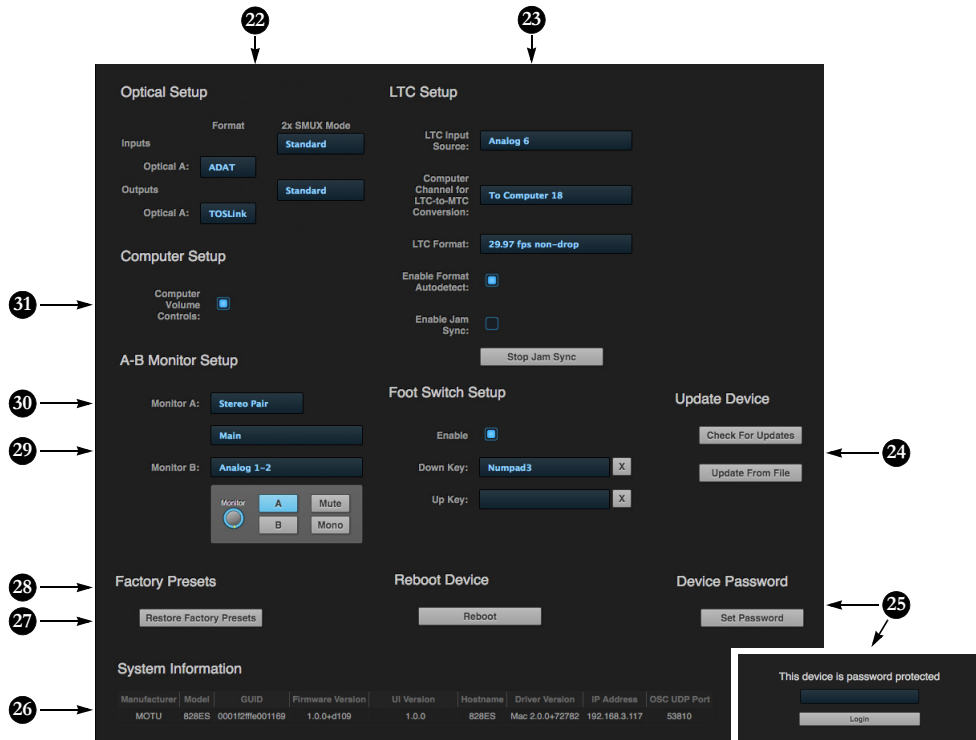 22
23
Optical Setup
Format
2x SMUX Mode
Inputs
Standard
Optical A:
ADAT
Outputs
Standard
Optical A:
TOSLink
LTC Setup
LTC Input
Source:
Analog 6
Computer
Channel for
LTC-to-MTC
Conversion:
To Computer 18
LTC Format:
29.97 fps non-drop
Enable Format
Autodetect:
Enable Jam
Sync:
Stop Jam Sync
Computer Setup
31
Computer
Volume
Controls:
A-B Monitor Setup
30
Monitor A:
Stereo Pair
29
Main
Monitor B:
Analog 1-2
Monitor
A
Mute
B
Mono
Foot Switch Setup
Enable
Down Key:
Numpad3
X
Up Key:
X
Update Device
Check For Updates
24
Update From File
28
Factory Presets
27
Restore Factory Presets
Reboot Device
Reboot
Device Password
25
Set Password
System Information
26
Manufacturer Model GUID Firmware Version UI Version Hostname Driver Version IP Address OSC UDP Port
MOTU 828ES 0001f2fffe001169 1.0.0+d109 1.0.0 828ES Mac 2.0.0+72782 192.168.3.117 53810
This device is password protected
Login